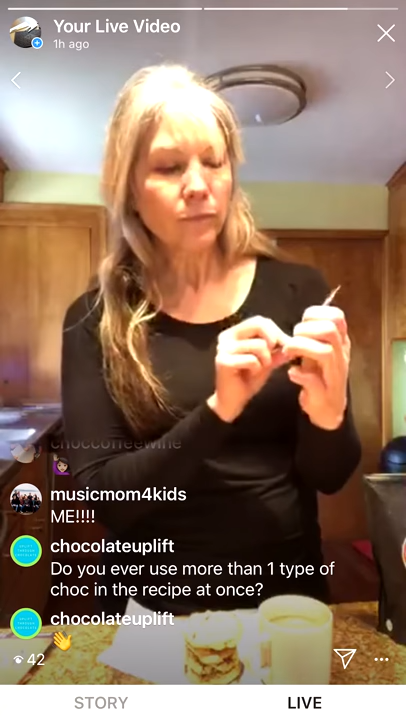 Your Live Video
1h ago
choccoffeewine
musicmom4kids
ME!!!!
chocolateuplift
Do you ever use more than 1 type of
choc in the recipe at once?
chocolateuplift
42
STORY
LIVE